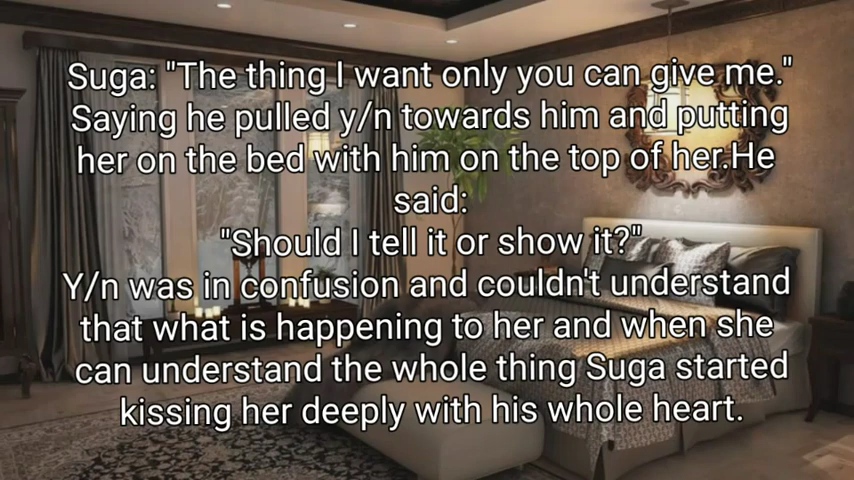 Suga: "The thing I want only you can give me."
Saying he pulled y/n towards him and putting
her on the bed with him on the top of her.He
said:
"Should I tell it or show it?"
Y/n was in confusion and couldn't understand
that what is happening to her and when she
can understand the whole thing Suga started
kissing her deeply with his whole heart.